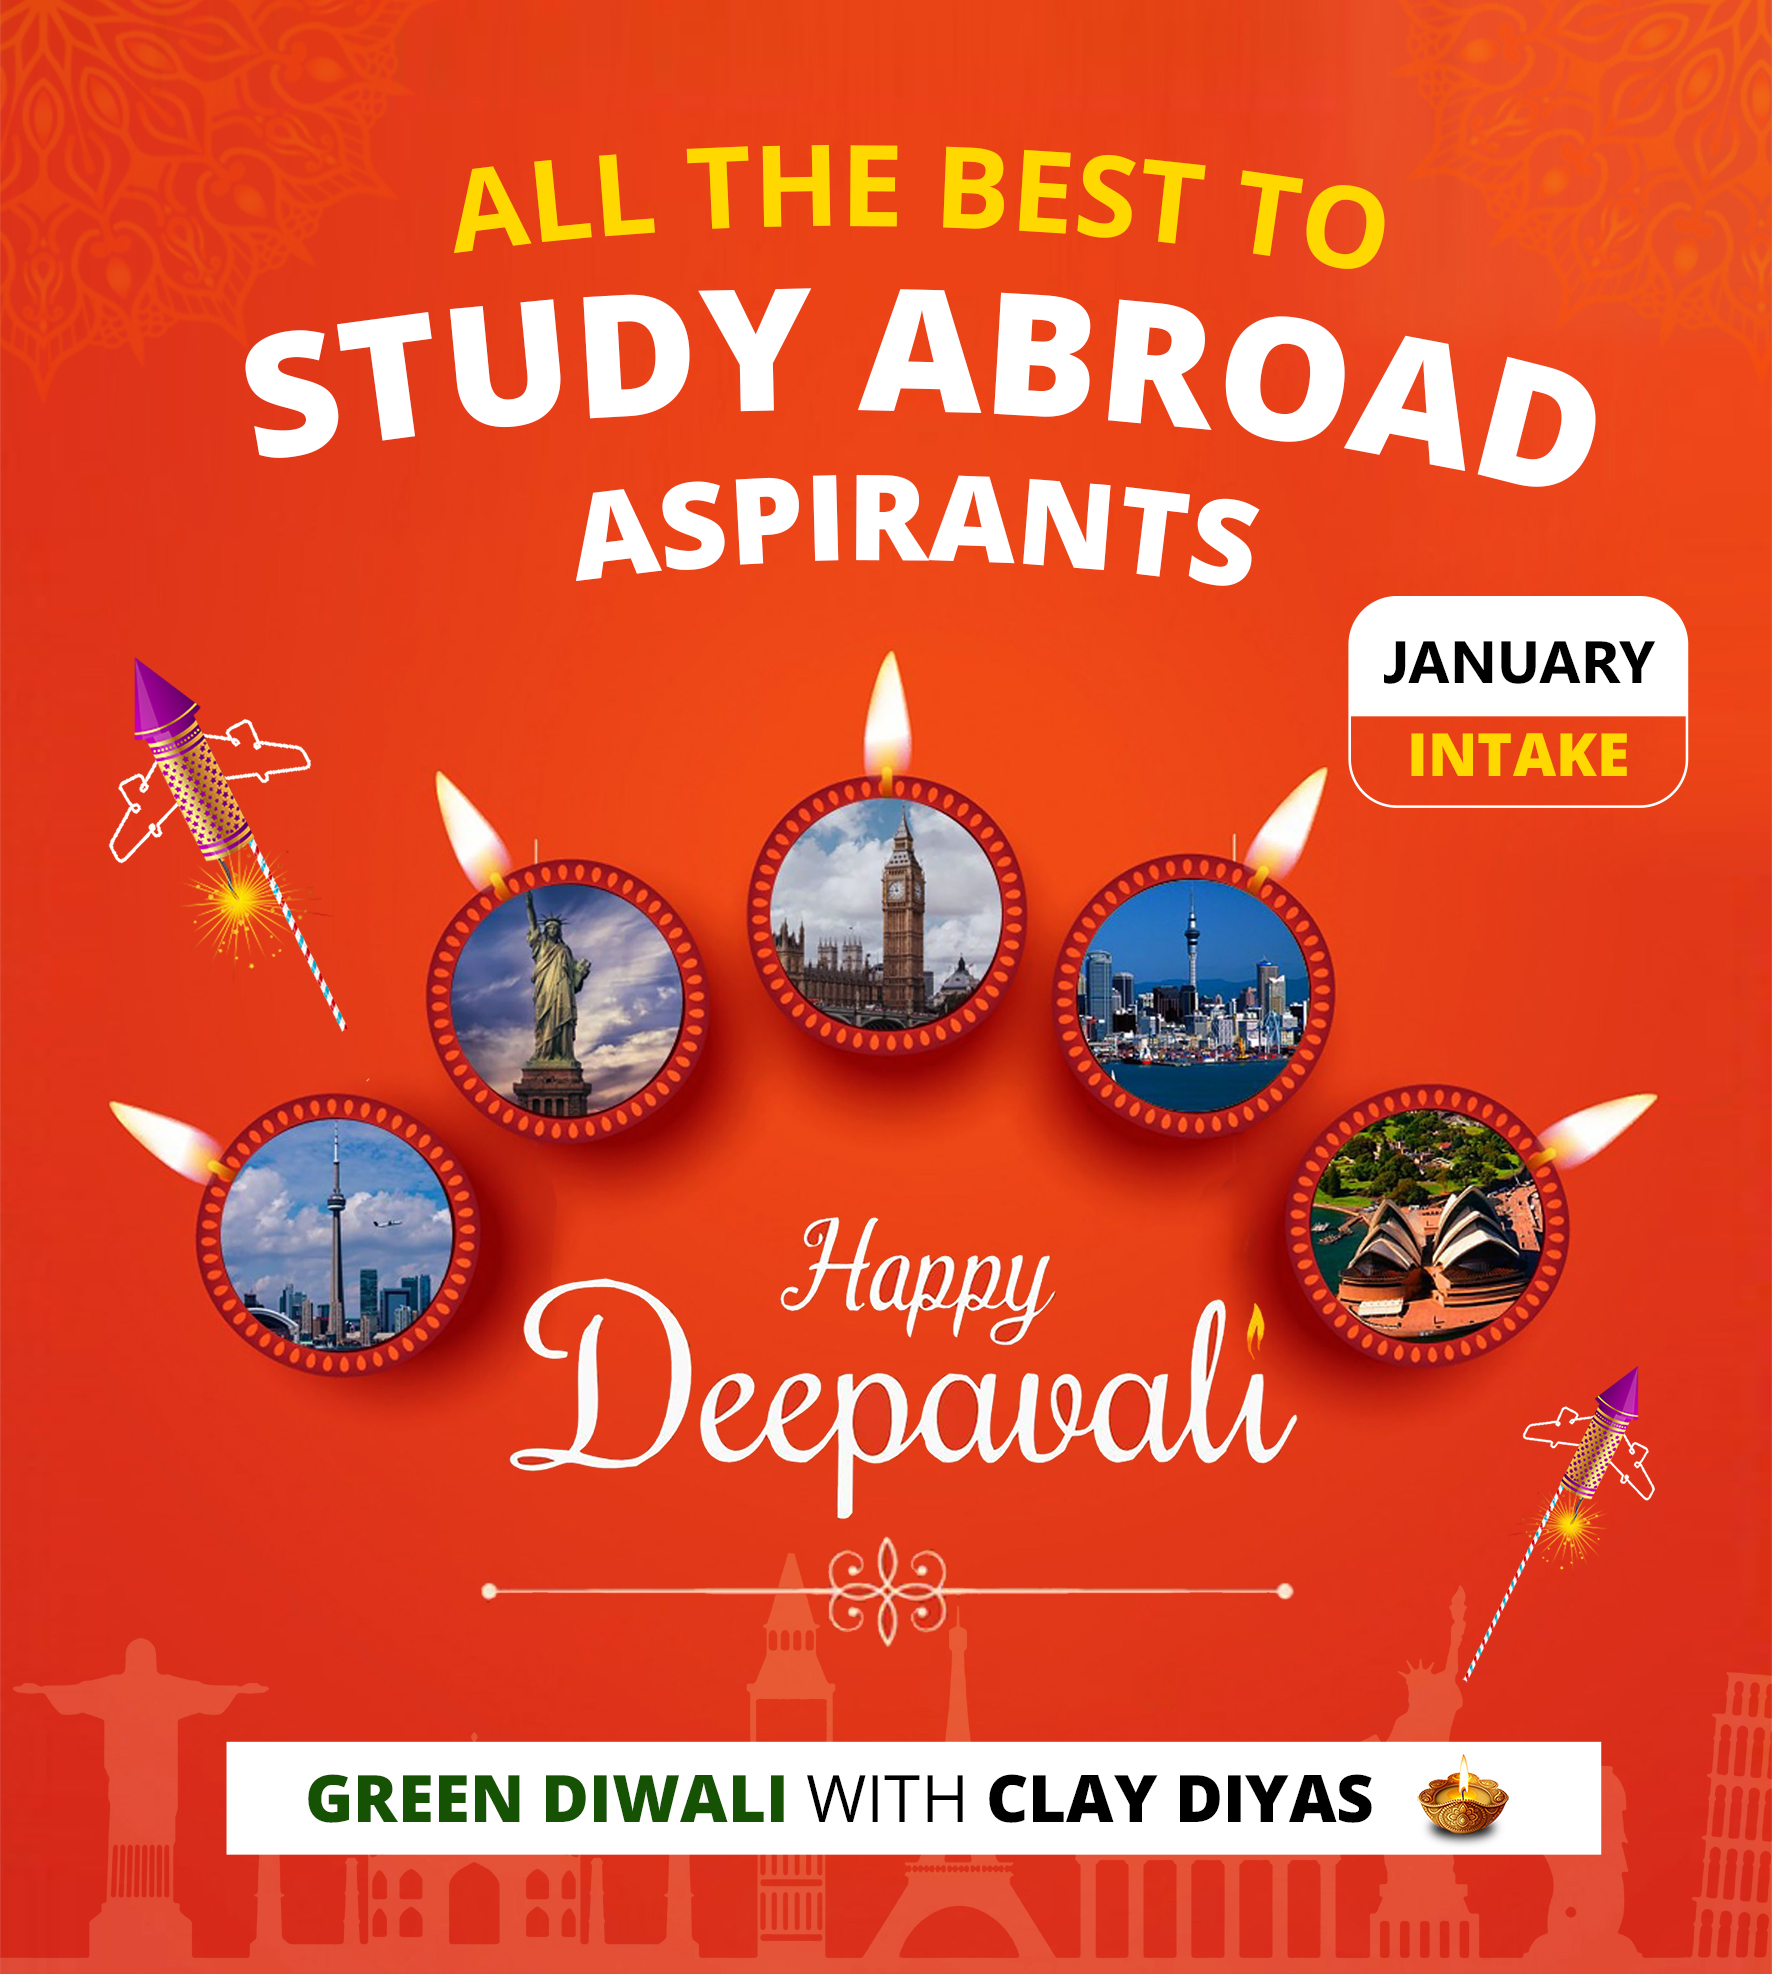 ALL THE BEST TO
STUDY ABROAD
ASPIRANTS
JANUARY
INTAKE
Happy
Deepavali
GREEN DIWALI WITH CLAY DIYAS